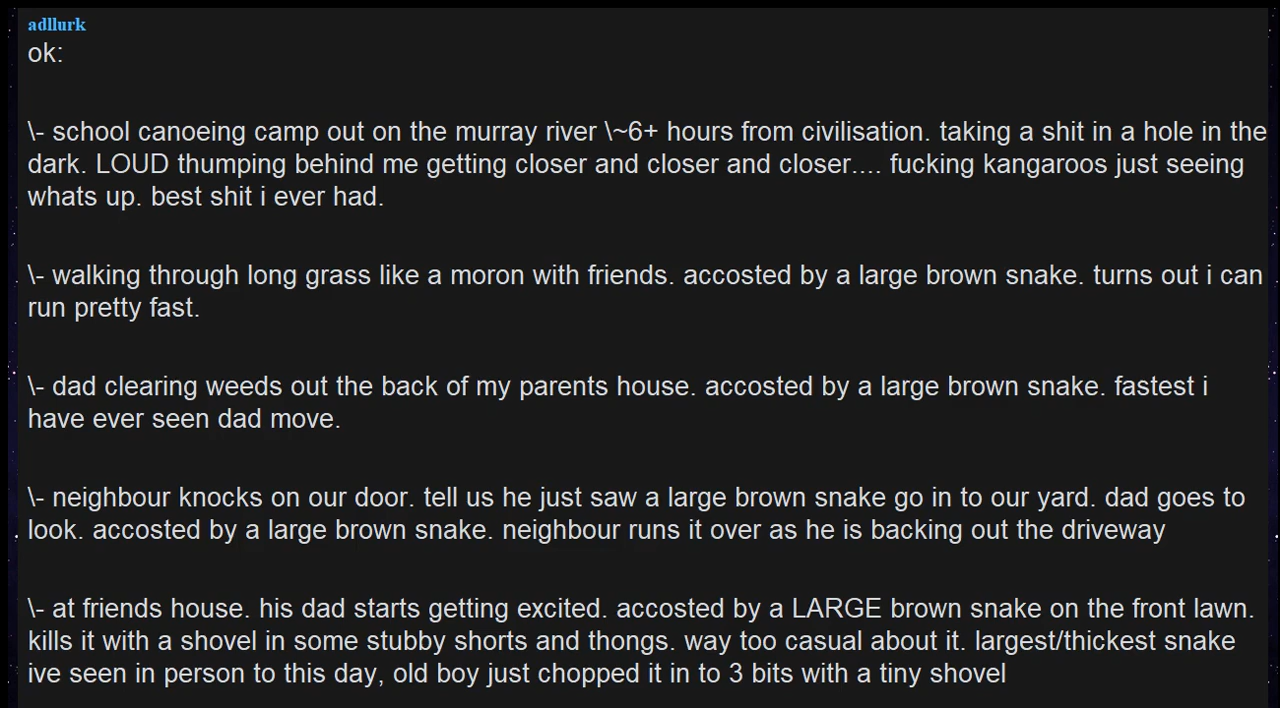 adllurk
ok:
\- school canoeing camp out on the murray river \~6+ hours from civilisation. taking a shit in a hole in the
dark. LOUD thumping behind me getting closer and closer and closer.... fucking kangaroos just seeing
whats up. best shit i ever had.
\- walking through long grass like a moron with friends. accosted by a large brown snake. turns out i can
run pretty fast.
\- dad clearing weeds out the back of my parents house. accosted by a large brown snake. fastest i
have ever seen dad move.
\- neighbour knocks on our door. tell us he just saw a large brown snake go in to our yard. dad goes to
look. accosted by a large brown snake. neighbour runs it over as he is backing out the driveway
\- at friends house. his dad starts getting excited. accosted by a LARGE brown snake on the front lawn.
kills it with a shovel in some stubby shorts and thongs. way too casual about it. largest/thickest snake
ive seen in person to this day, old boy just chopped it in to 3 bits with a tiny shovel